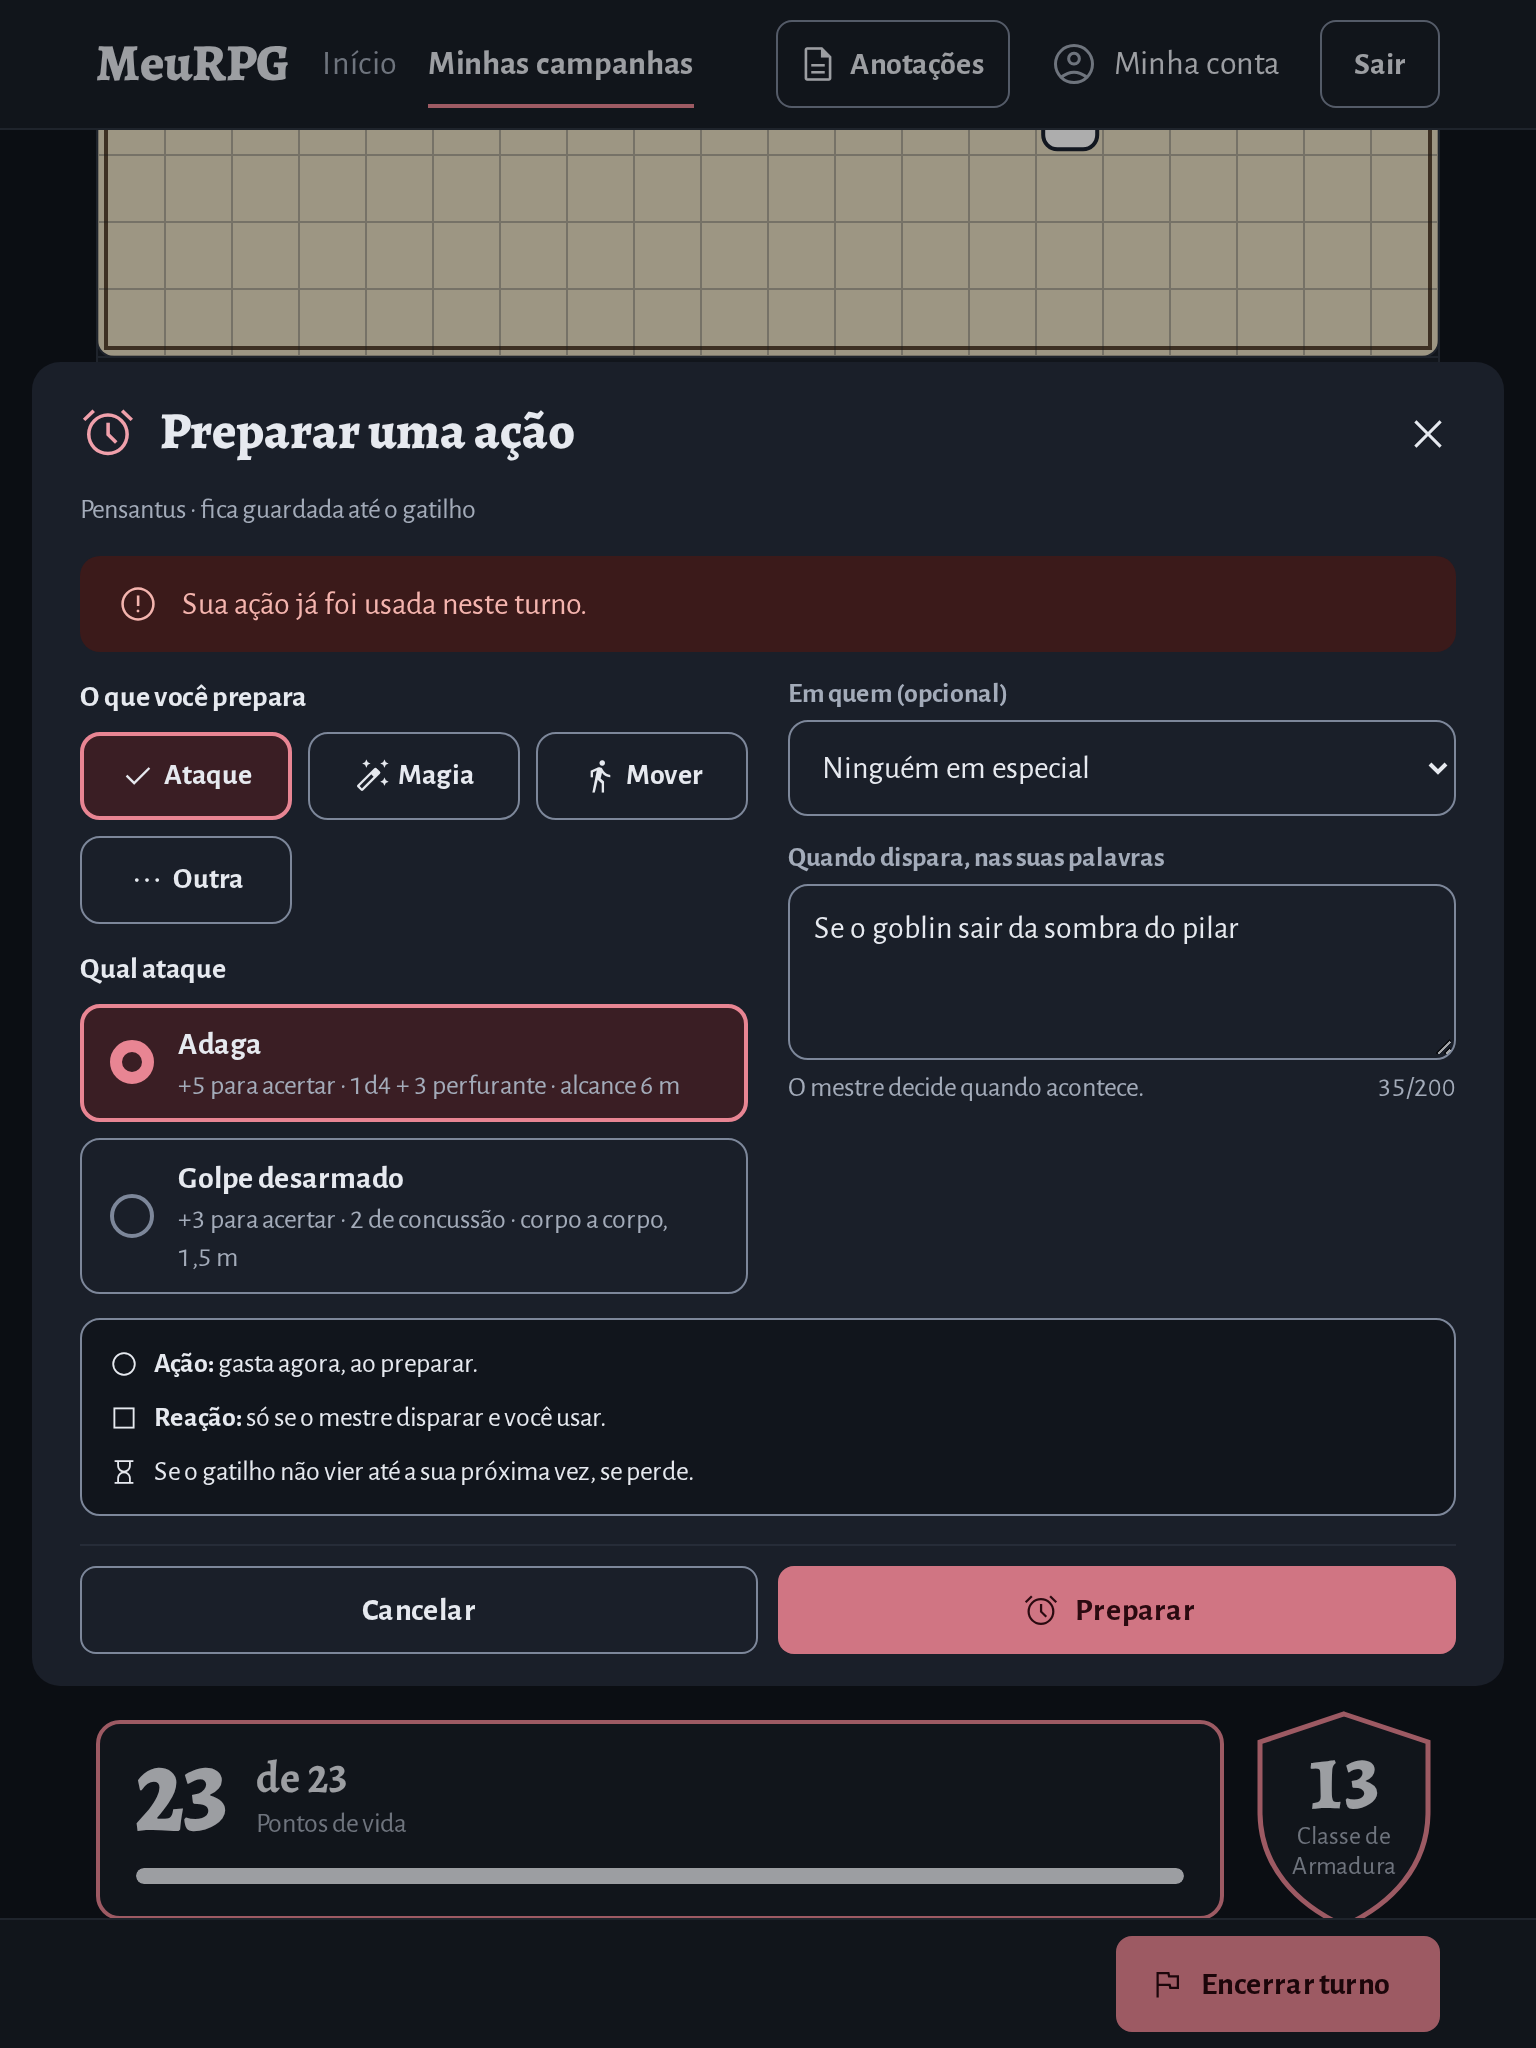 MeuRPG
Início
Minhas campanhas
Anotações
Minha conta
Sair
Preparar uma ação
Pensantus · fica guardada até o gatilho
Sua ação já foi usada neste turno.
O que você prepara
Ataque
Magia
Mover
Outra
Qual ataque
Adaga
+5 para acertar · 1d4 + 3 perfurante · alcance 6 m
Golpe desarmado
+3 para acertar · 2 de concussão · corpo a corpo,
1,5 m
Em quem (opcional)
Ninguém em especial
Quando dispara, nas suas palavras
Se o goblin sair da sombra do pilar
O mestre decide quando acontece.
35/200
Ação: gasta agora, ao preparar.
Reação: só se o mestre disparar e você usar.
Se o gatilho não vier até a sua próxima vez, se perde.
Cancelar
Preparar
23
de 23
Pontos de vida
13
Classe de
Armadura
Encerrar turno